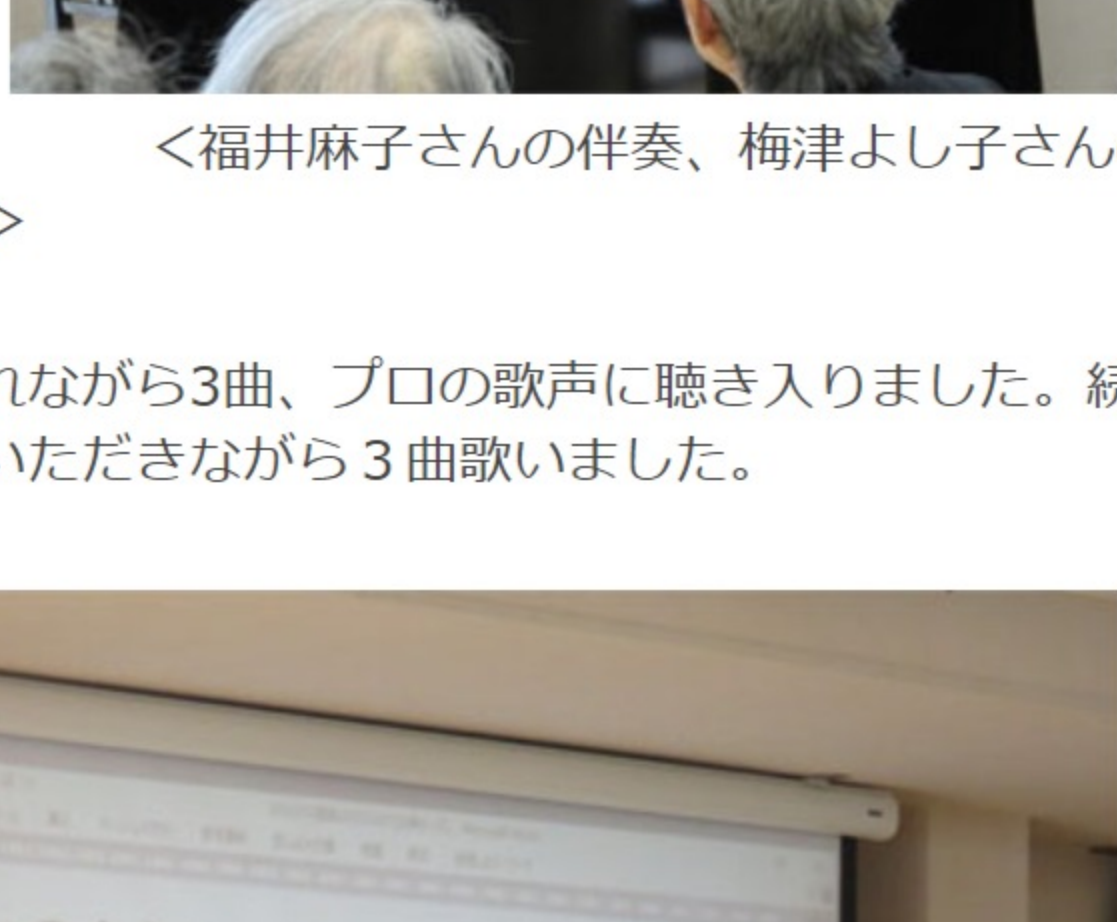 ＜福井麻子さんの伴奏、梅津よし子さん
＞
れながら3曲、プロの歌声に聴き入りました。続
いただきながら３曲歌いました。